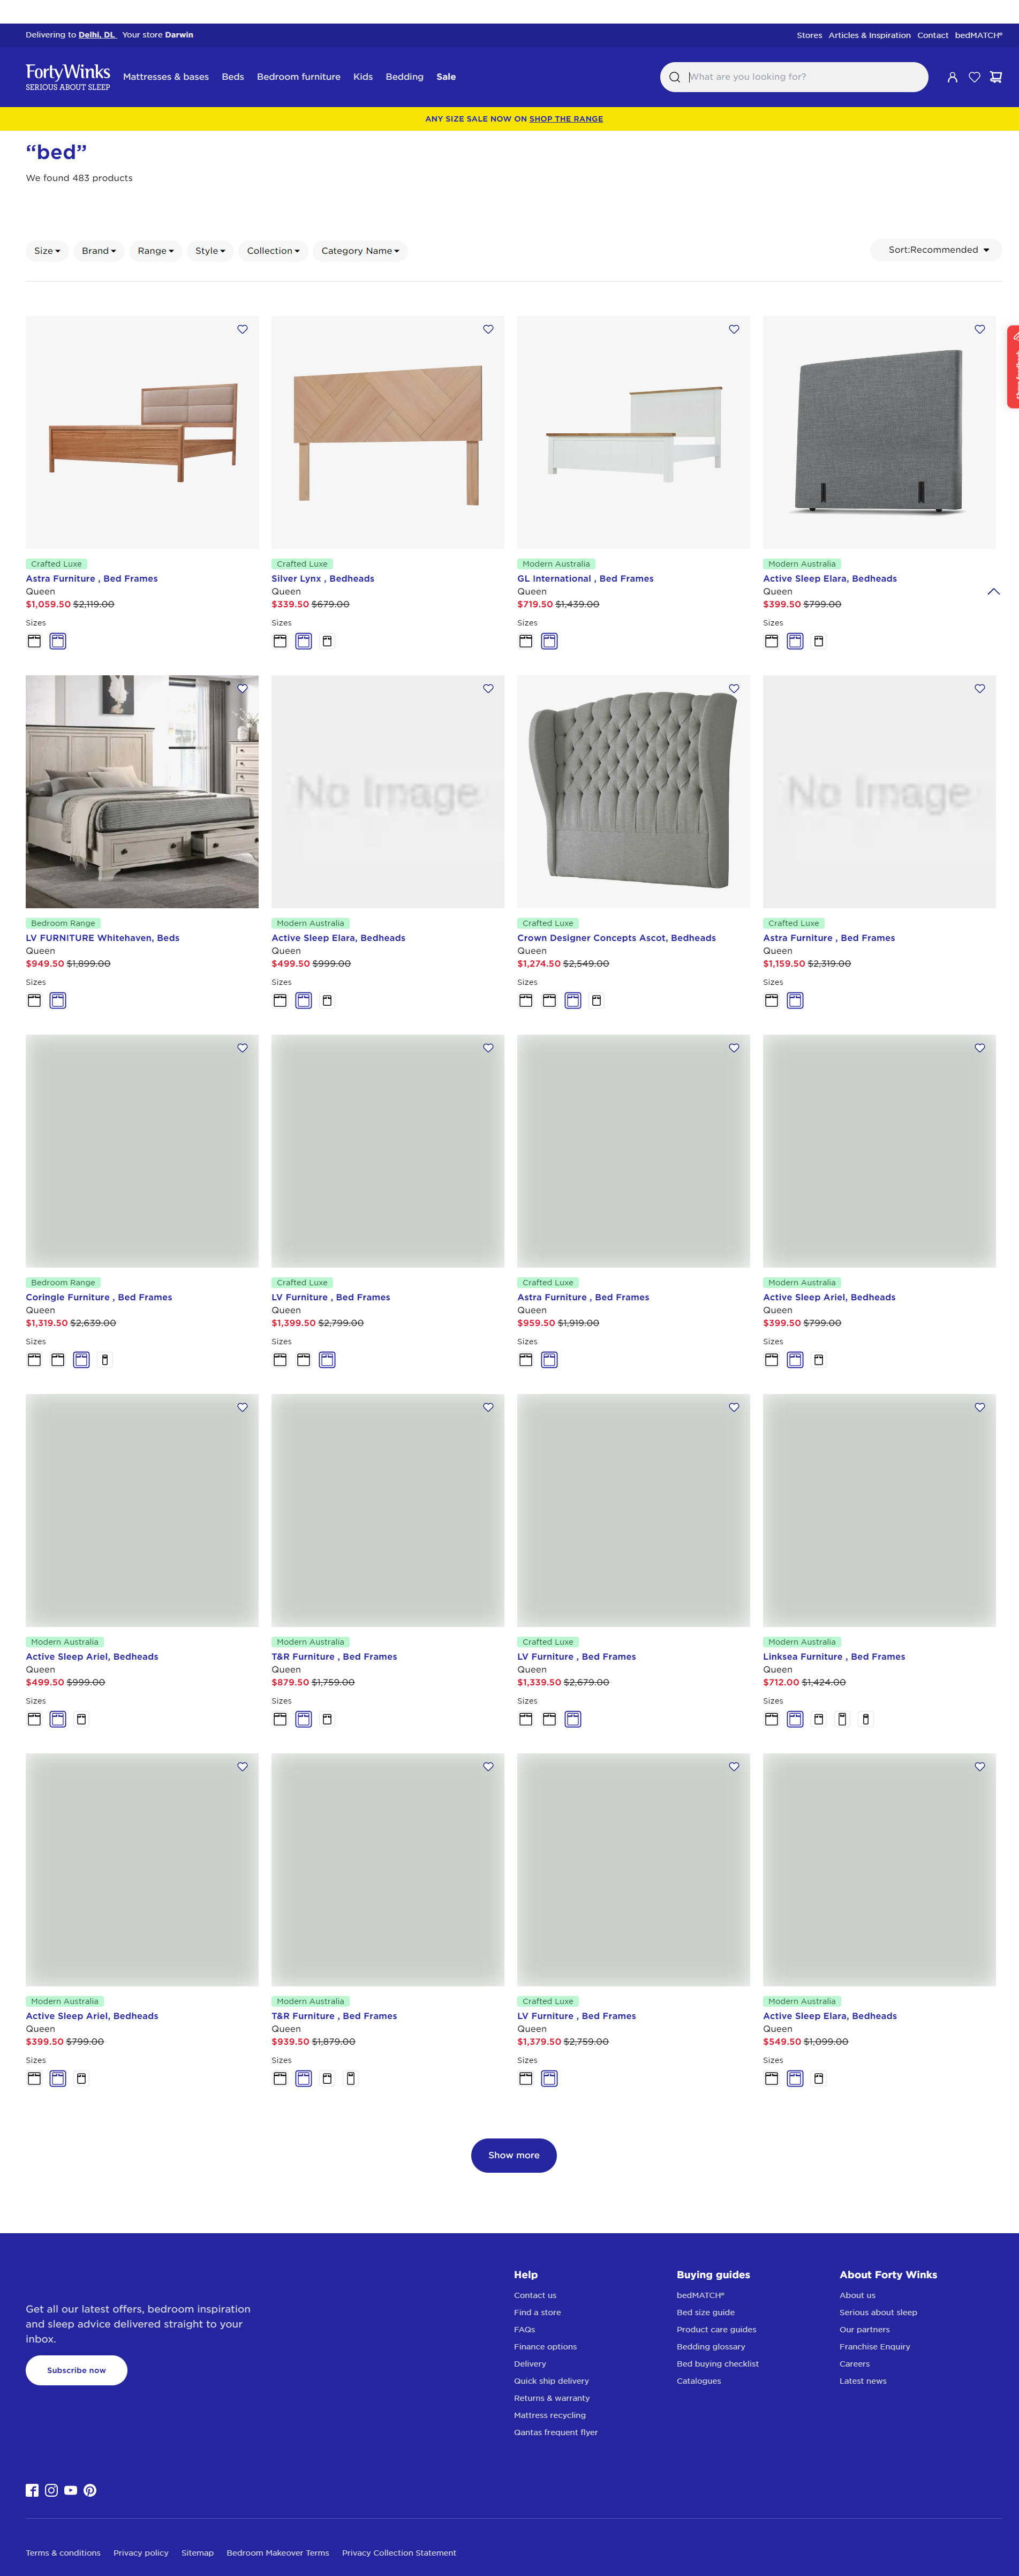 Delivering to Delhi, DL Your store Darwin
Stores Articles & Inspiration Contact bedMATCH®
FortyWinks
SERIOUS ABOUT SLEEP
Mattresses & bases Beds Bedroom furniture Kids Bedding Sale
What are you looking for?
ANY SIZE SALE NOW ON SHOP THE RANGE
“bed”
We found 483 products
Size Brand Range Style Collection Category Name
Sort:Recommended
Crafted Luxe
Astra Furniture , Bed Frames
Queen
$1,059.50 $2,119.00
Sizes
Crafted Luxe
Silver Lynx , Bedheads
Queen
$339.50 $679.00
Sizes
Modern Australia
GL International , Bed Frames
Queen
$719.50 $1,439.00
Sizes
Modern Australia
Active Sleep Elara, Bedheads
Queen
$399.50 $799.00
Sizes
Bedroom Range
LV FURNITURE Whitehaven, Beds
Queen
$949.50 $1,899.00
Sizes
No Image
Modern Australia
Active Sleep Elara, Bedheads
Queen
$499.50 $999.00
Sizes
Crafted Luxe
Crown Designer Concepts Ascot, Bedheads
Queen
$1,274.50 $2,549.00
Sizes
No Image
Crafted Luxe
Astra Furniture , Bed Frames
Queen
$1,159.50 $2,319.00
Sizes
Bedroom Range
Coringle Furniture , Bed Frames
Queen
$1,319.50 $2,639.00
Sizes
Crafted Luxe
LV Furniture , Bed Frames
Queen
$1,399.50 $2,799.00
Sizes
Crafted Luxe
Astra Furniture , Bed Frames
Queen
$959.50 $1,919.00
Sizes
Modern Australia
Active Sleep Ariel, Bedheads
Queen
$399.50 $799.00
Sizes
Modern Australia
Active Sleep Ariel, Bedheads
Queen
$499.50 $999.00
Sizes
Modern Australia
T&R Furniture , Bed Frames
Queen
$879.50 $1,759.00
Sizes
Crafted Luxe
LV Furniture , Bed Frames
Queen
$1,339.50 $2,679.00
Sizes
Modern Australia
Linksea Furniture , Bed Frames
Queen
$712.00 $1,424.00
Sizes
Modern Australia
Active Sleep Ariel, Bedheads
Queen
$399.50 $799.00
Sizes
Modern Australia
T&R Furniture , Bed Frames
Queen
$939.50 $1,879.00
Sizes
Crafted Luxe
LV Furniture , Bed Frames
Queen
$1,379.50 $2,759.00
Sizes
Modern Australia
Active Sleep Elara, Bedheads
Queen
$549.50 $1,099.00
Sizes
Show more
Get all our latest offers, bedroom inspiration
and sleep advice delivered straight to your
inbox.
Subscribe now
Help
Contact us
Find a store
FAQs
Finance options
Delivery
Quick ship delivery
Returns & warranty
Mattress recycling
Qantas frequent flyer
Buying guides
bedMATCH®
Bed size guide
Product care guides
Bedding glossary
Bed buying checklist
Catalogues
About Forty Winks
About us
Serious about sleep
Our partners
Franchise Enquiry
Careers
Latest news
Terms & conditions Privacy policy Sitemap Bedroom Makeover Terms Privacy Collection Statement